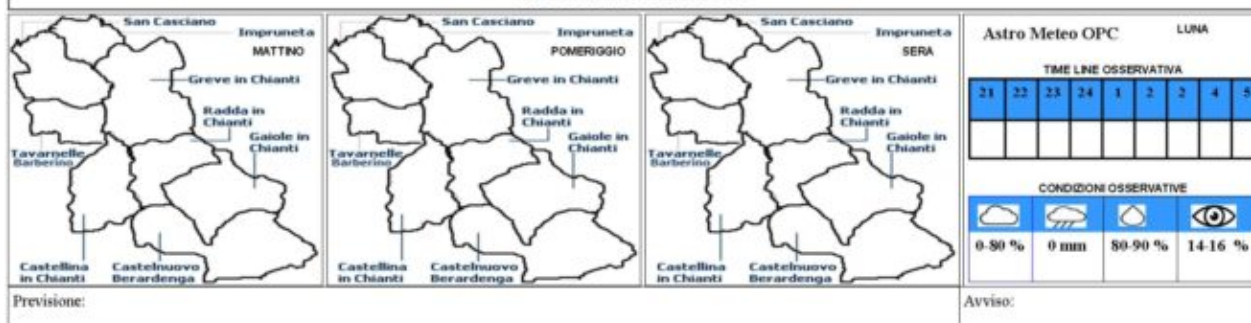 San Casciano
Impruneta
MATTINO
Greve in Chianti
Radda in
Chianti
Gaiole in
Chianti
Tavarnelle
Barberino
Castellina
in Chianti
Castelnuovo
Berardenga
San Casciano
Impruneta
POMERIGGIO
Greve in Chianti
Radda in
Chianti
Gaiole in
Chianti
Tavarnelle
Barberino
Castellina
in Chianti
Castelnuovo
Berardenga
San Casciano
Impruneta
SERA
Greve in Chianti
Radda in
Chianti
Gaiole in
Chianti
Tavarnelle
Barberino
Castellina
in Chianti
Castelnuovo
Berardenga
Astro Meteo OPC LUNA
TIME LINE OSSERVATIVA
21 22 23 24 1 2 2 4 5
CONDIZIONI OSSERVATIVE
0-80 % 0 mm 80-90 % 14-16 %
Previsione:
Avviso: